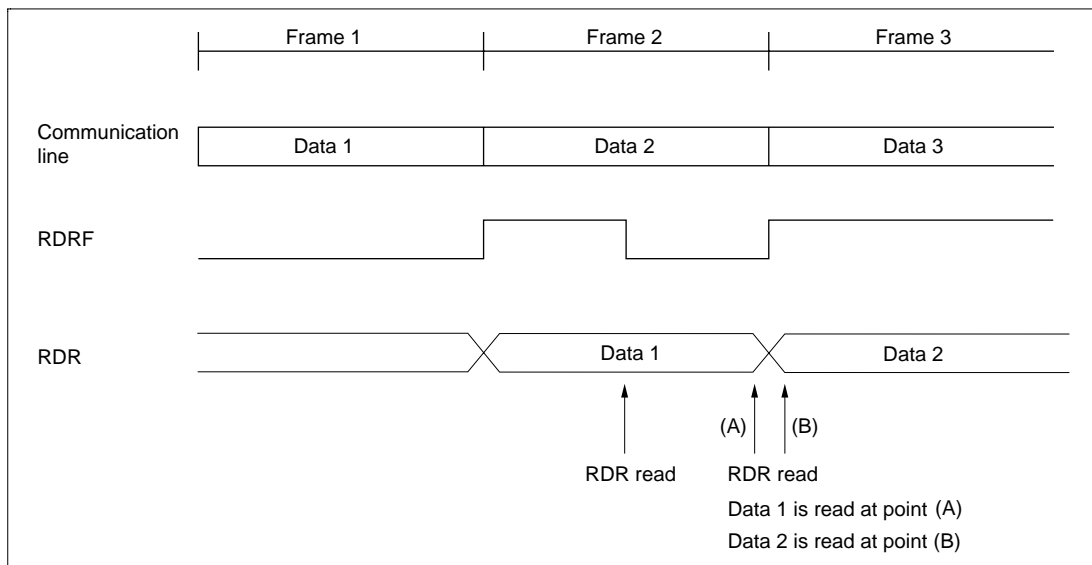 Frame 1 Frame 2 Frame 3
Communication
line
Data 1 Data 2 Data 3
RDRF
RDR
Data 1 Data 2
(A) (B)
RDR read RDR read
Data 1 is read at point (A)
Data 2 is read at point (B)